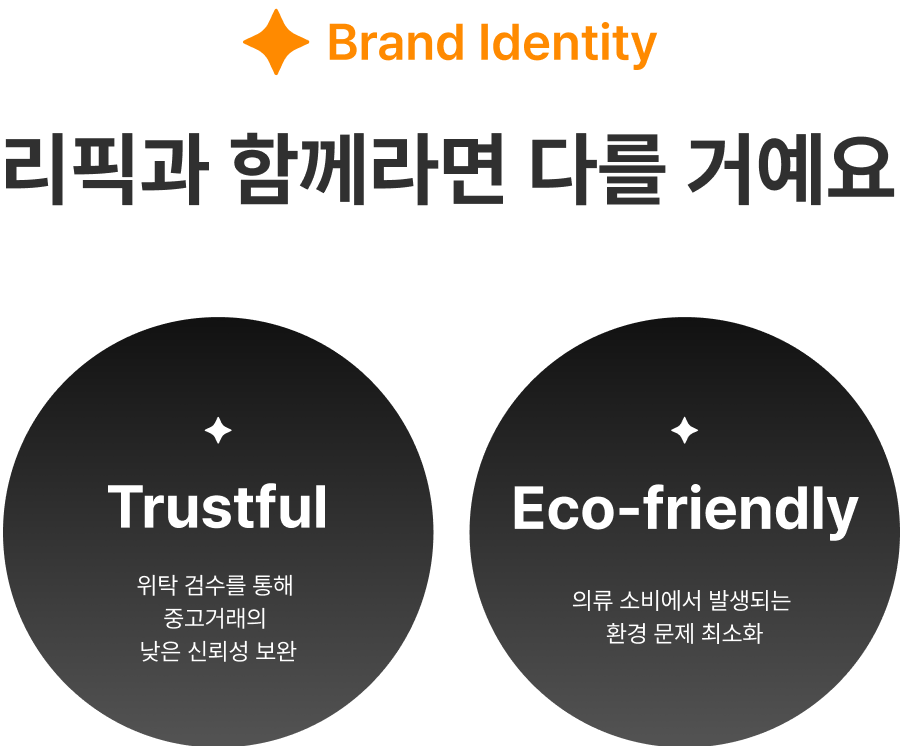 Brand Identity
리픽과 함께라면 다를 거예요
Trustful
위탁 검수를 통해
중고거래의
낮은 신뢰성 보완
Eco-friendly
의류 소비에서 발생되는
환경 문제 최소화